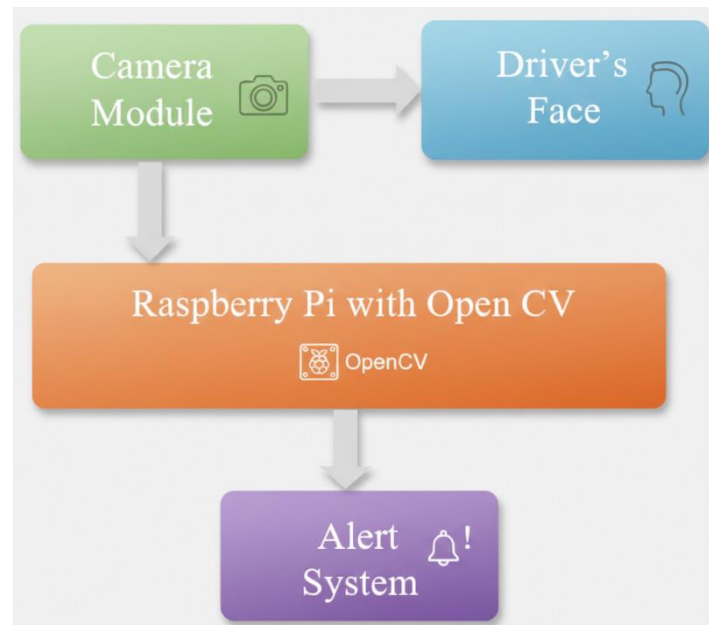 Camera
Module
Driver's
Face
Raspberry Pi with Open CV
OpenCV
Alert
System
!